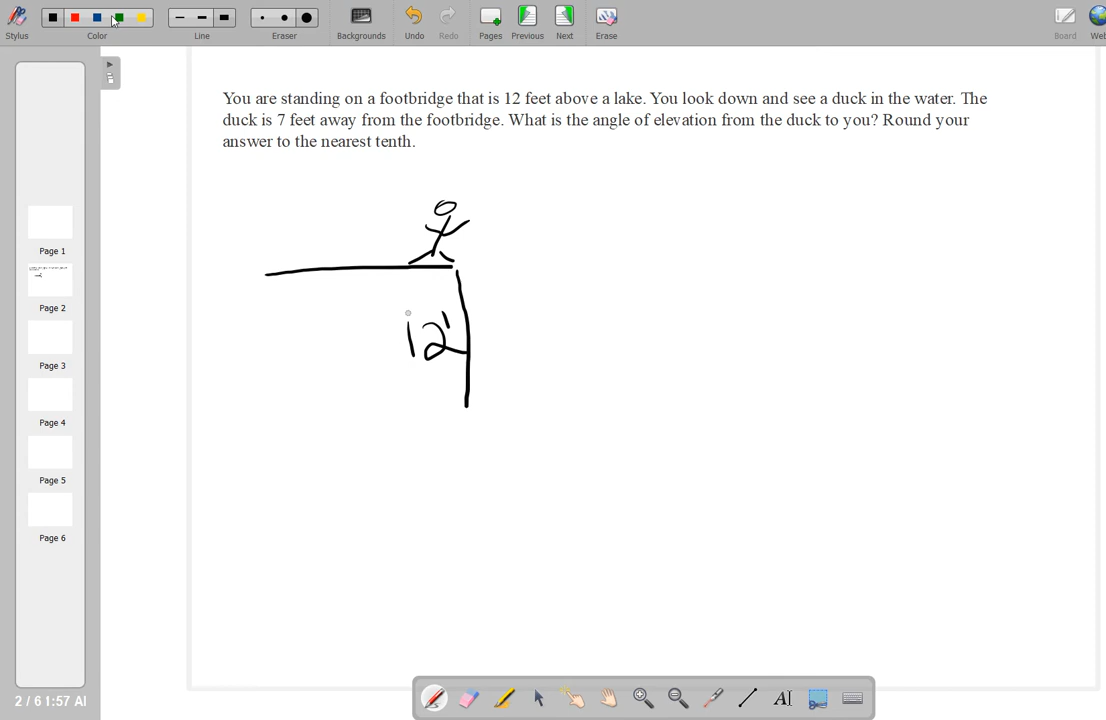 Stylus
Color
Line
Eraser
Backgrounds
Undo
Redo
Pages
Previous
Next
Erase
Board
Web
You are standing on a footbridge that is 12 feet above a lake. You look down and see a duck in the water. The
duck is 7 feet away from the footbridge. What is the angle of elevation from the duck to you? Round your
answer to the nearest tenth.
12'
Page 1
Page 2
Page 3
Page 4
Page 5
Page 6
2 / 6 1:57 AM